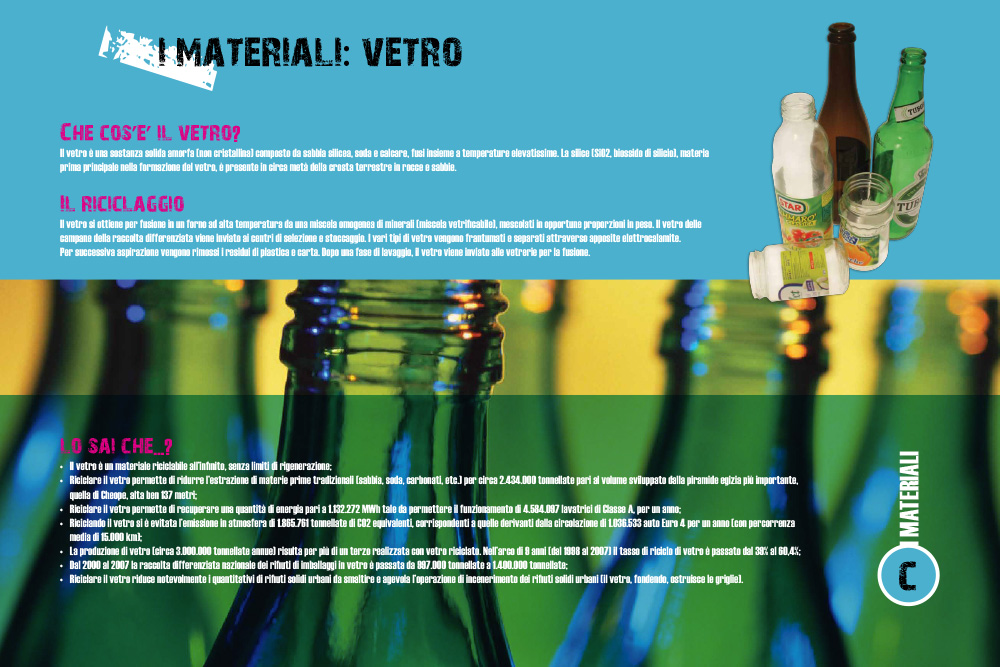 I MATERIALI: VETRO
CHE COS'E' IL VETRO?
Il vetro è una sostanza solida amorfa (non cristallina) composto da sabbia silicea, soda e calcare, fusi insieme a temperature elevatissime. La silice (SIO2, biossido di silicio), materia
prima principale nella formazione del vetro, è presente in circa metà della crosta terrestre in rocce e sabbie.
IL RICICLAGGIO
Il vetro si ottiene per fusione in un forno ad alta temperatura da una miscela omogenea di minerali (miscela vetrificabile), mescolati in opportune proporzioni in peso. Il vetro delle
campane della raccolta differenziata viene inviato ai centri di selezione e stoccaggio. I vari tipi di vetro vengono frantumati e separati attraverso apposite elettrocalamite.
Per successiva aspirazione vengono rimossi i residui di plastica e carta. Dopo una fase di lavaggio, il vetro viene inviato alle vetrerie per la fusione.
STAR
LO SAI CHE...?
• Il vetro è un materiale riciclabile all'infinito, senza limiti di rigenerazione;
• Riciclare il vetro permette di ridurre l'estrazione di materie prime tradizionali (sabbia, soda, carbonati, etc.) per circa 2.434.000 tonnellate pari al volume sviluppato dalla piramide egizia più importante,
quella di Cheope, alta ben 137 metri;
• Riciclare il vetro permette di recuperare una quantità di energia pari a 1.132.272 MWh tale da permettere il funzionamento di 4.584.097 lavatrici di Classe A, per un anno;
• Riciclando il vetro si è evitata l'emissione in atmosfera di 1.865.761 tonnellate di CO2 equivalenti, corrispondenti a quelle derivanti dalla circolazione di 1.036.533 auto Euro 4 per un anno (con percorrenza
media di 15.000 km);
• La produzione di vetro (circa 3.000.000 tonnellate annue) risulta per più di un terzo realizzata con vetro riciclato. Nell'arco di 9 anni (dal 1998 al 2007) il tasso di riciclo di vetro è passato dal 39% al 60,4%;
• Dal 2000 al 2007 la raccolta differenziata nazionale dei rifiuti di imballaggi in vetro è passata da 887.000 tonnellate a 1.400.000 tonnellate;
• Riciclare il vetro riduce notevolmente i quantitativi di rifiuti solidi urbani da smaltire e agevola l'operazione di incenerimento dei rifiuti solidi urbani (il vetro, fondendo, ostruisce le griglie).
I MATERIALI
C